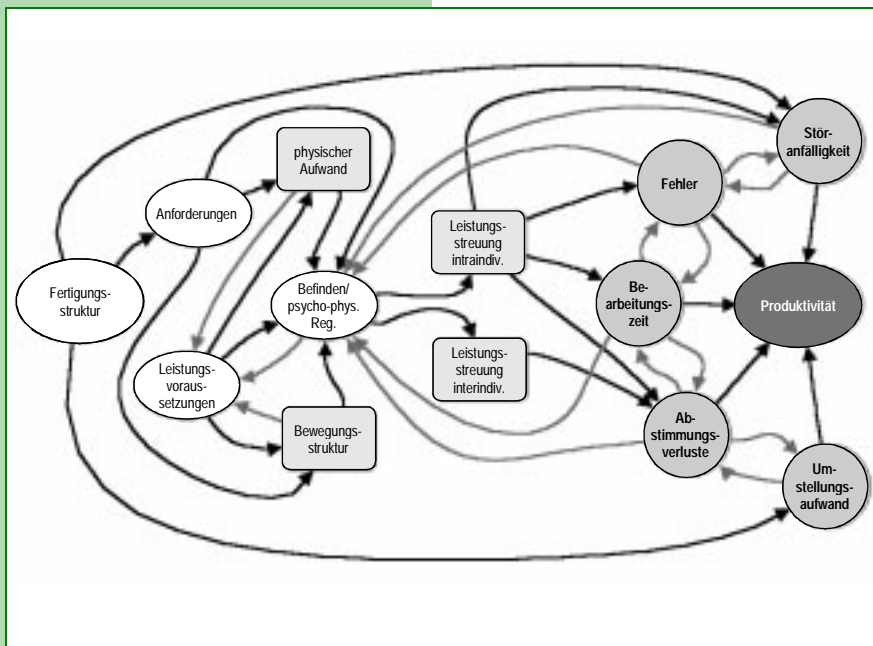 Fertigungs-
struktur
Anforderungen
physischer
Aufwand
Leistungs-
voraus-
setzungen
Bewegungs-
struktur
Befinden/
psycho-phys.
Reg.
Leistungs-
streuung
intraindiv.
Leistungs-
streuung
interindiv.
Fehler
Be-
arbeitungs-
zeit
Ab-
stimmungs-
verluste
Stör-
anfälligkeit
Produktivität
Um-
stellungs-
aufwand